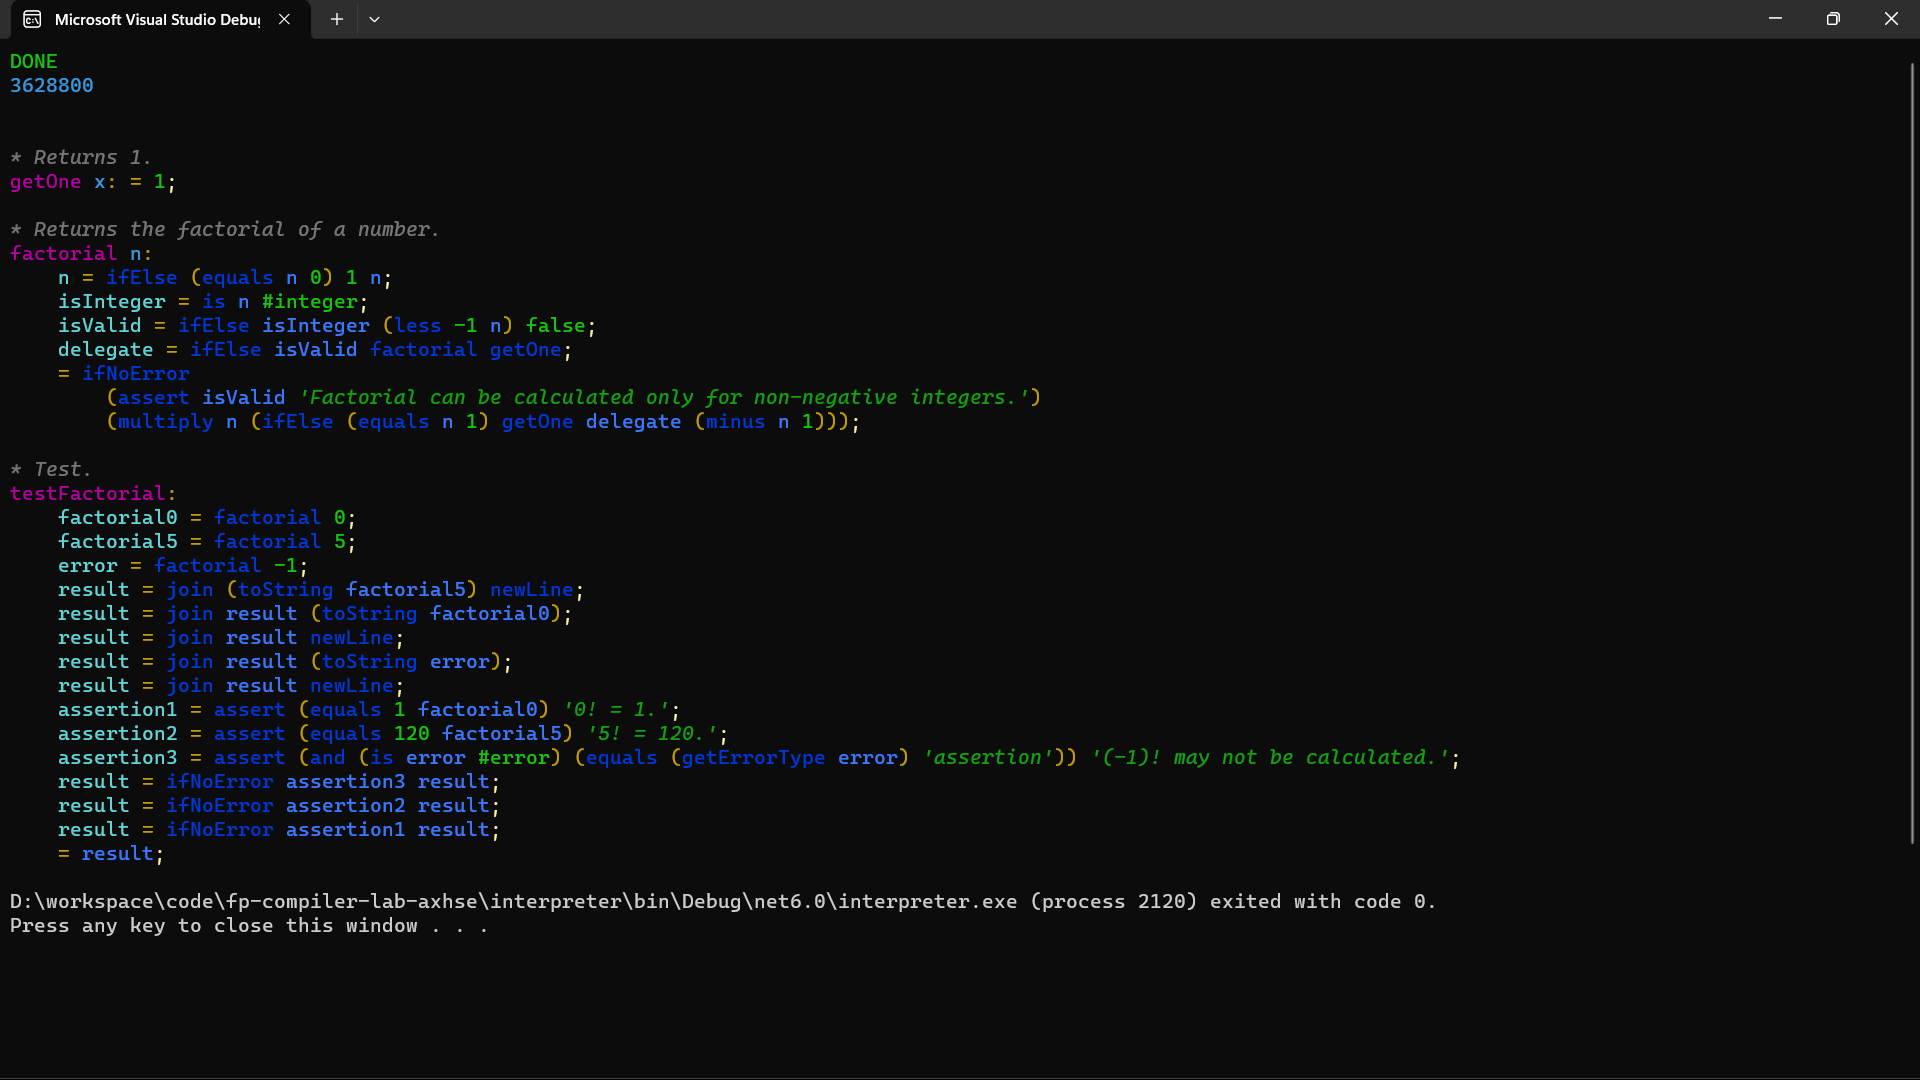 Microsoft Visual Studio Debug
DONE
3628800
* Returns 1.
getOne x: = 1;
* Returns the factorial of a number.
factorial n:
    n = ifElse (equals n 0) 1 n;
    isInteger = is n #integer;
    isValid = ifElse isInteger (less -1 n) false;
    delegate = ifElse isValid factorial getOne;
    = ifNoError
        (assert isValid 'Factorial can be calculated only for non-negative integers.')
        (multiply n (ifElse (equals n 1) getOne delegate (minus n 1)));
* Test.
testFactorial:
    factorial0 = factorial 0;
    factorial5 = factorial 5;
    error = factorial -1;
    result = join (toString factorial5) newLine;
    result = join result (toString factorial0);
    result = join result newLine;
    result = join result (toString error);
    result = join result newLine;
    assertion1 = assert (equals 1 factorial0) '0! = 1.';
    assertion2 = assert (equals 120 factorial5) '5! = 120.';
    assertion3 = assert (and (is error #error) (equals (getErrorType error) 'assertion')) '(-1)! may not be calculated.';
    result = ifNoError assertion3 result;
    result = ifNoError assertion2 result;
    result = ifNoError assertion1 result;
    = result;
D:\workspace\code\fp-compiler-lab-axhse\interpreter\bin\Debug\net6.0\interpreter.exe (process 2120) exited with code 0.
Press any key to close this window . . .